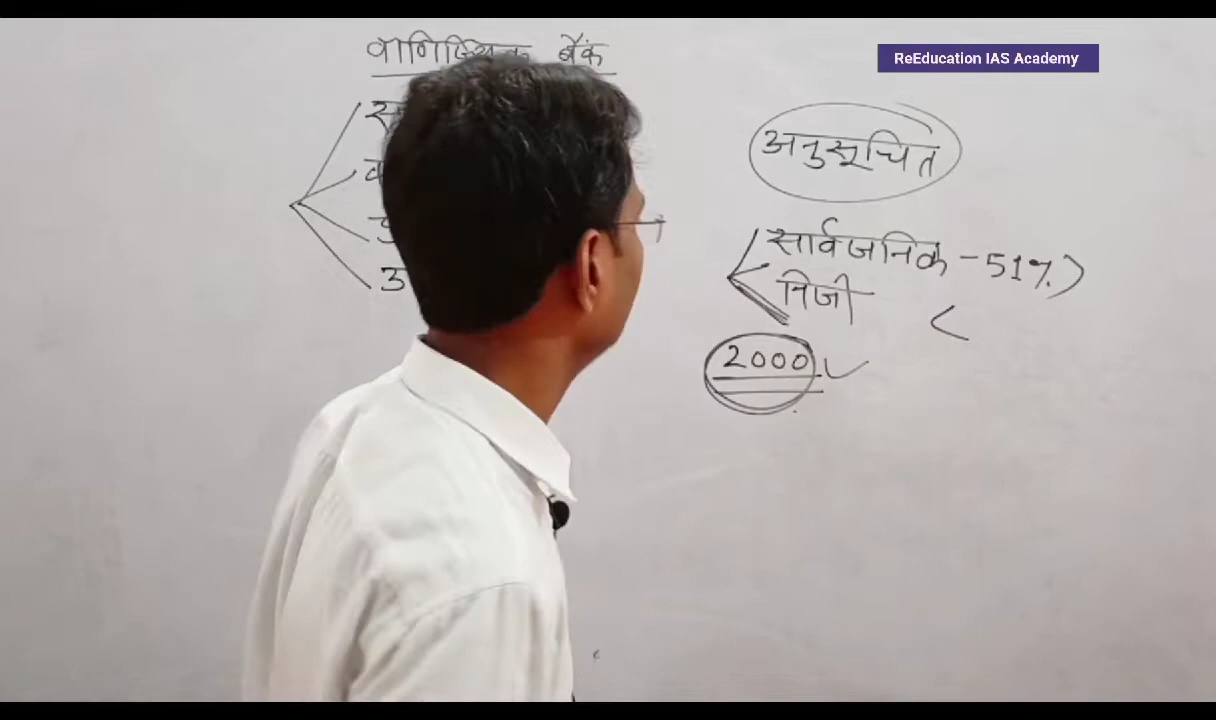 वाणिज्यिक बैंक
ReEducation IAS Academy
अनुसूचित
सार्वजनिक - 51%)
निजी <
2000 ✓